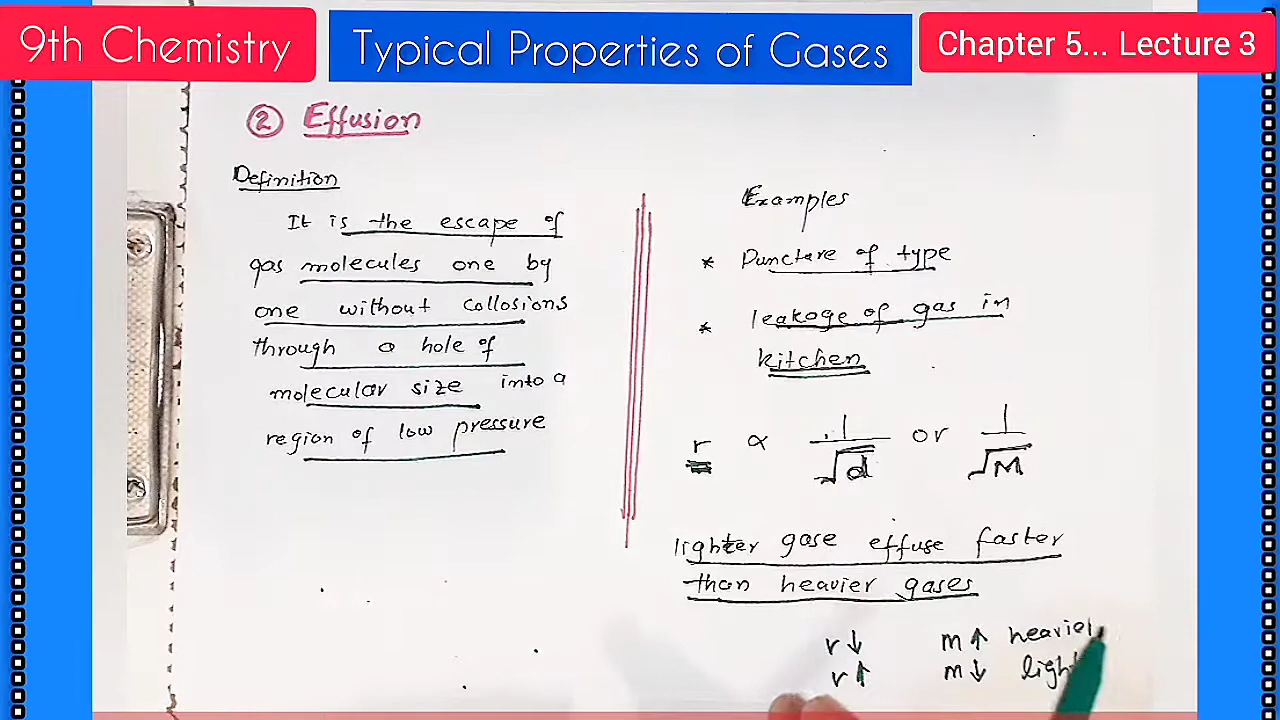 9th Chemistry
Typical Properties of Gases
Chapter 5... Lecture 3
② Effusion
Definition
It is the escape of
gas molecules one by
one without collosions
through a hole of
molecular size into a
region of low pressure
Examples
* Puncture of type
* leakage of gas in
kitchen
r ∝ 1/√d or 1/√M
lighter gase effuse faster
than heavier gases
r↓ m↑ heavier
r↑ m↓ light